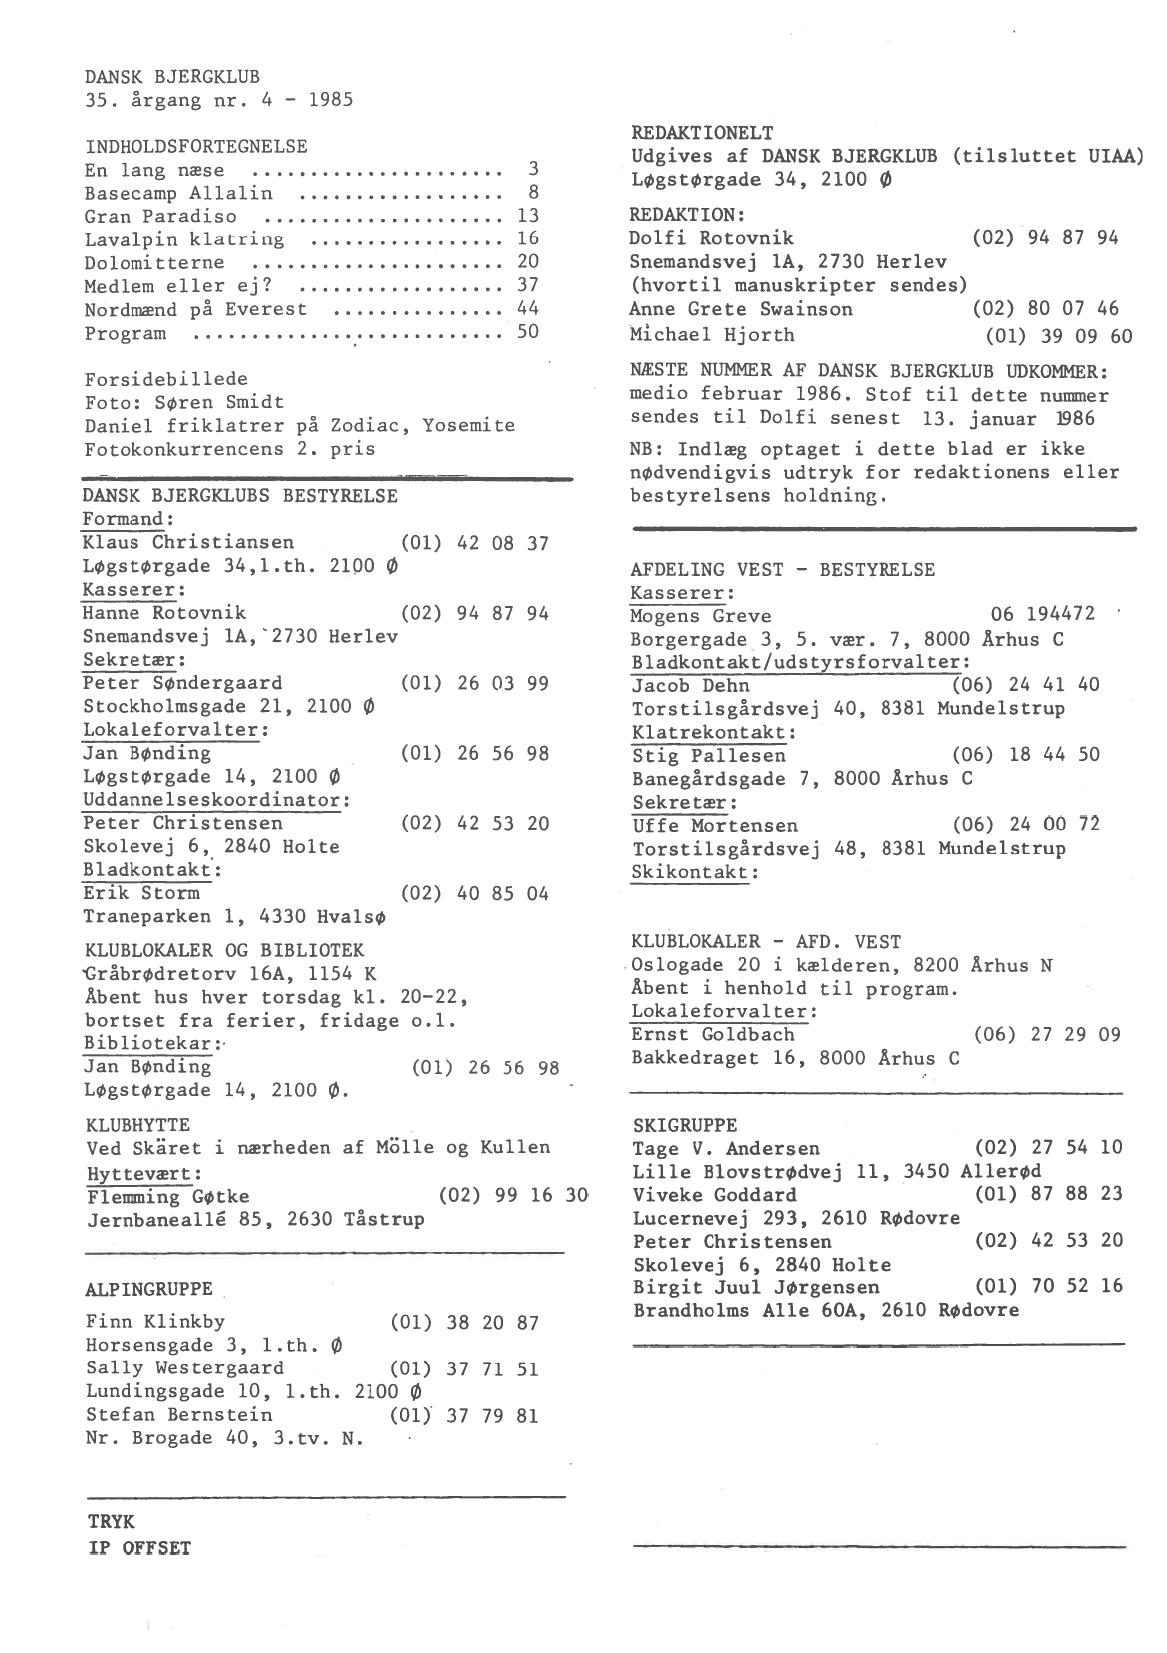 DANSK BJERGKLUB
35. årgang nr. 4 - 1985
INDHOLDSFORTEGNELSE
En lang næse ...................... 3
Basecamp Allalin .................. 8
Gran Paradiso ..................... 13
Lavalpin klatring ................. 16
Dolomitterne ...................... 20
Medlem eller ej? .................. 37
Nordmænd på Everest ............... 44
Program ........................... 50
Forsidebillede
Foto: Søren Smidt
Daniel friklatrer på Zodiac, Yosemite
Fotokonkurrencens 2. pris
DANSK BJERGKLUBS BESTYRELSE
Formand:
Klaus Christiansen (01) 42 08 37
Løgstørgade 34,1.th. 2100 Ø
Kasserer:
Hanne Rotovnik (02) 94 87 94
Snemandsvej 1A, 2730 Herlev
Sekretær:
Peter Søndergaard (01) 26 03 99
Stockholmsgade 21, 2100 Ø
Lokaleforvalter:
Jan Bønding (01) 26 56 98
Løgstørgade 14, 2100 Ø
Uddannelseskoordinator:
Peter Christensen (02) 42 53 20
Skolevej 6, 2840 Holte
Bladkontakt:
Erik Storm (02) 40 85 04
Traneparken 1, 4330 Hvalsø
KLUBLOKALER OG BIBLIOTEK
Gråbrødretorv 16A, 1154 K
Åbent hus hver torsdag kl. 20-22,
bortset fra ferier, fridage o.l.
Bibliotekar:
Jan Bønding (01) 26 56 98
Løgstørgade 14, 2100 Ø.
KLUBHYTTE
Ved Skäret i nærheden af Mölle og Kullen
Hyttevært:
Flemming Gøtke (02) 99 16 30
Jernbaneallé 85, 2630 Tåstrup
ALPINGRUPPE
Finn Klinkby (01) 38 20 87
Horsensgade 3, 1.th. Ø
Sally Westergaard (01) 37 71 51
Lundingsgade 10, 1.th. 2100 Ø
Stefan Bernstein (01) 37 79 81
Nr. Brogade 40, 3.tv. N.
TRYK
IP OFFSET
REDAKTIONELT
Udgives af DANSK BJERGKLUB (tilsluttet UIAA)
Løgstørgade 34, 2100 Ø
REDAKTION:
Dolfi Rotovnik (02) 94 87 94
Snemandsvej 1A, 2730 Herlev
(hvortil manuskripter sendes)
Anne Grete Swainson (02) 80 07 46
Michael Hjorth (01) 39 09 60
NÆSTE NUMMER AF DANSK BJERGKLUB UDKOMMER:
medio februar 1986. Stof til dette nummer
sendes til Dolfi senest 13. januar 1986
NB: Indlæg optaget i dette blad er ikke
nødvendigvis udtryk for redaktionens eller
bestyrelsens holdning.
AFDELING VEST - BESTYRELSE
Kasserer:
Mogens Greve 06 194472
Borgergade 3, 5. vær. 7, 8000 Århus C
Bladkontakt/udstyrsforvalter:
Jacob Dehn (06) 24 41 40
Torstilsgårdsvej 40, 8381 Mundelstrup
Klatrekontakt:
Stig Pallesen (06) 18 44 50
Banegårdsgade 7, 8000 Århus C
Sekretær:
Uffe Mortensen (06) 24 00 72
Torstilsgårdsvej 48, 8381 Mundelstrup
Skikontakt:
KLUBLOKALER - AFD. VEST
Oslogade 20 i kælderen, 8200 Århus N
Åbent i henhold til program.
Lokaleforvalter:
Ernst Goldbach (06) 27 29 09
Bakkedraget 16, 8000 Århus C
SKIGRUPPE
Tage V. Andersen (02) 27 54 10
Lille Blovstrødvej 11, 3450 Allerød
Viveke Goddard (01) 87 88 23
Lucernevej 293, 2610 Rødovre
Peter Christensen (02) 42 53 20
Skolevej 6, 2840 Holte
Birgit Juul Jørgensen (01) 70 52 16
Brandholms Alle 60A, 2610 Rødovre